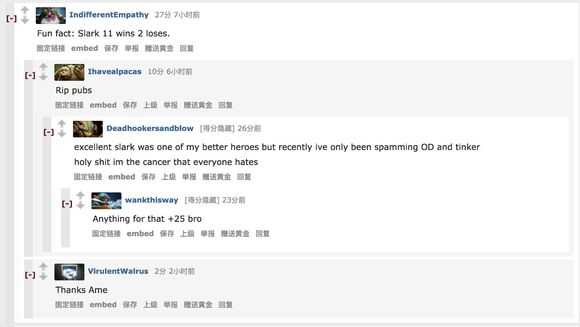 [-] IndifferentEmpathy 27分 7小时前
Fun fact: Slark 11 wins 2 loses.
固定链接 embed 保存 举报 赠送黄金 回复
[-] Ihavealpacas 10分 6小时前
Rip pubs
固定链接 embed 保存 上级 举报 赠送黄金 回复
[-] Deadhookersandblow [得分隐藏] 26分前
excellent slark was one of my better heroes but recently ive only been spamming OD and tinker
holy shit im the cancer that everyone hates
固定链接 embed 保存 上级 举报 赠送黄金 回复
[-] wankthisway [得分隐藏] 23分前
Anything for that +25 bro
固定链接 embed 保存 上级 举报 赠送黄金 回复
[-] VirulentWalrus 2分 2小时前
Thanks Ame
固定链接 embed 保存 上级 举报 赠送黄金 回复